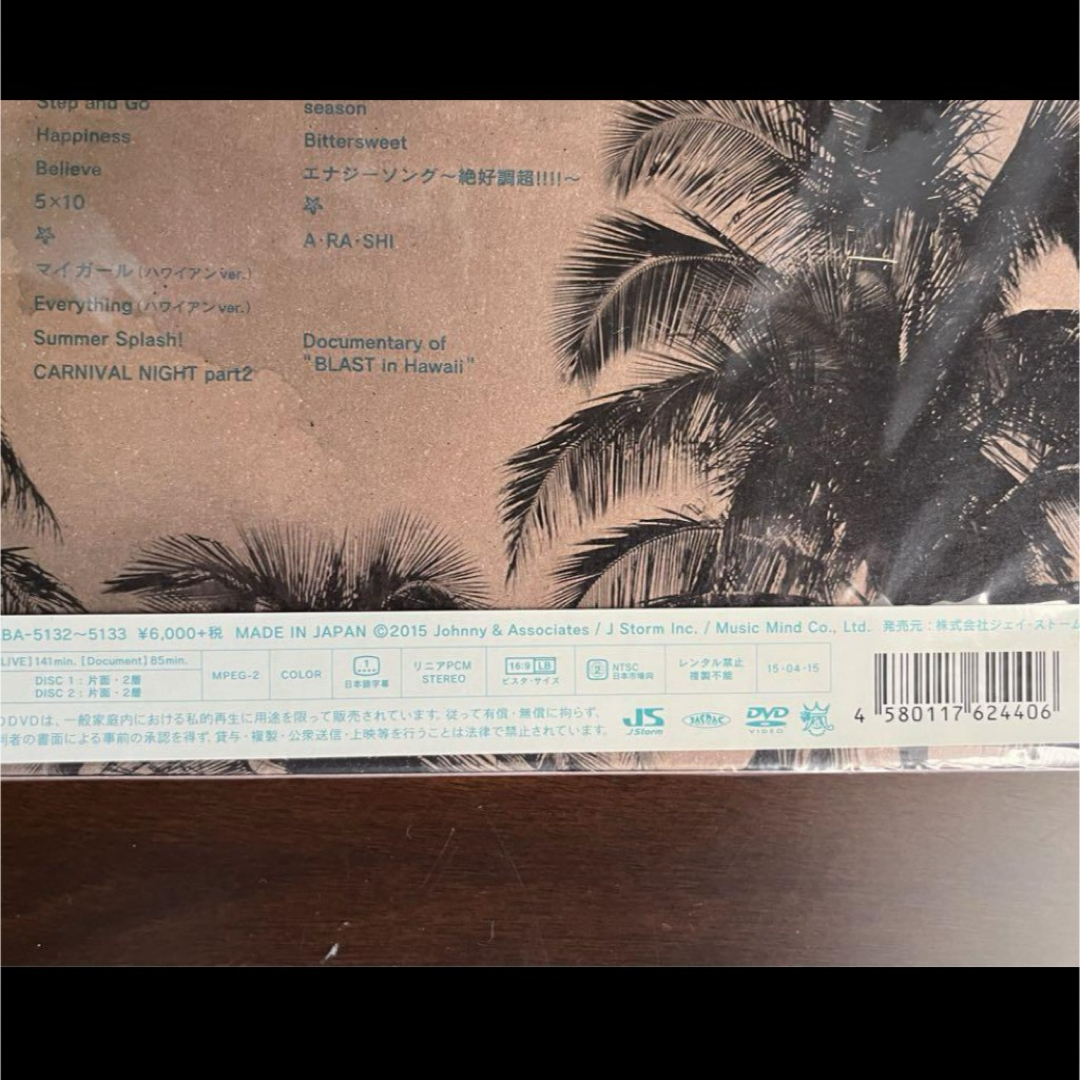 Step and Go
Happiness
Believe
5×10
マイガール(ハワイアンver.)
Everything(ハワイアンver.)
Summer Splash!
CARNIVAL NIGHT part2
season
Bittersweet
エナジーソング〜絶好調超!!!!〜
A・RA・SHI
Documentary of
"BLAST in Hawaii"
BA-5132〜5133 ¥6,000+税 MADE IN JAPAN ©2015 Johnny & Associates / J Storm Inc. / Music Mind Co., Ltd. 発売元:株式会社ジェイ・ストーム
LIVE]141min. [Document]85min.
DISC 1:片面・2層
DISC 2:片面・2層
MPEG-2
COLOR
1
日本語字幕
リニアPCM
STEREO
16:9 LB
ビスタ・サイズ
2 NTSC
日本市場向
レンタル禁止
複製不能
15・04・15
DVDは、一般家庭内における私的再生に用途を限って販売されています。従って有償・無償に拘らず、
利者の書面による事前の承認を得ず、貸与・複製・公衆送信・上映等を行うことは法律で禁止されています。
JS
JStorm
JASRAC
DVD
VIDEO
4 580117 624406